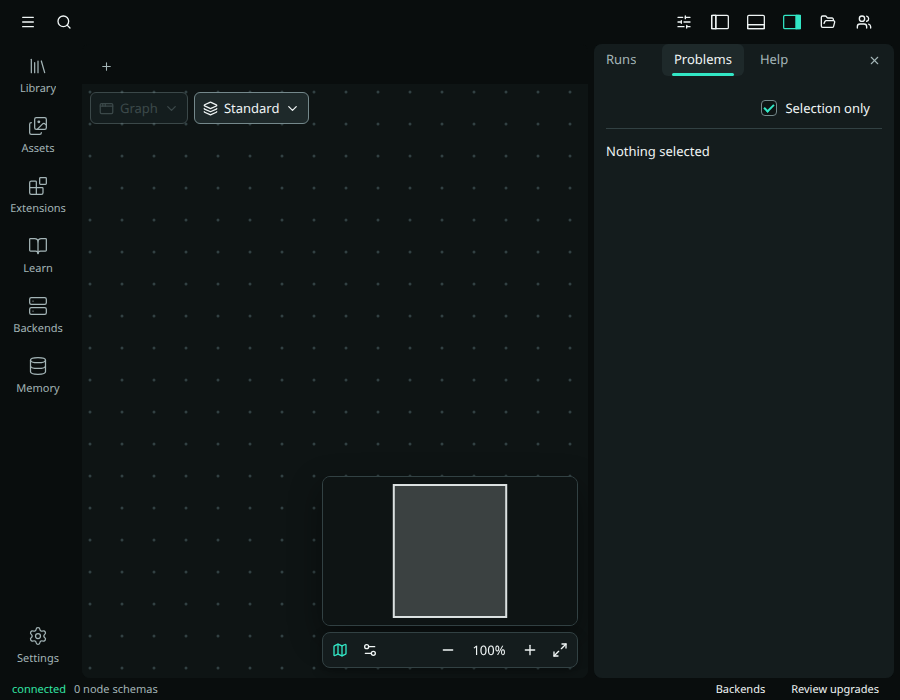 Library
Assets
Extensions
Learn
Backends
Memory
Settings
Graph
Standard
100%
Runs
Problems
Help
Selection only
Nothing selected
connected
0 node schemas
Backends
Review upgrades